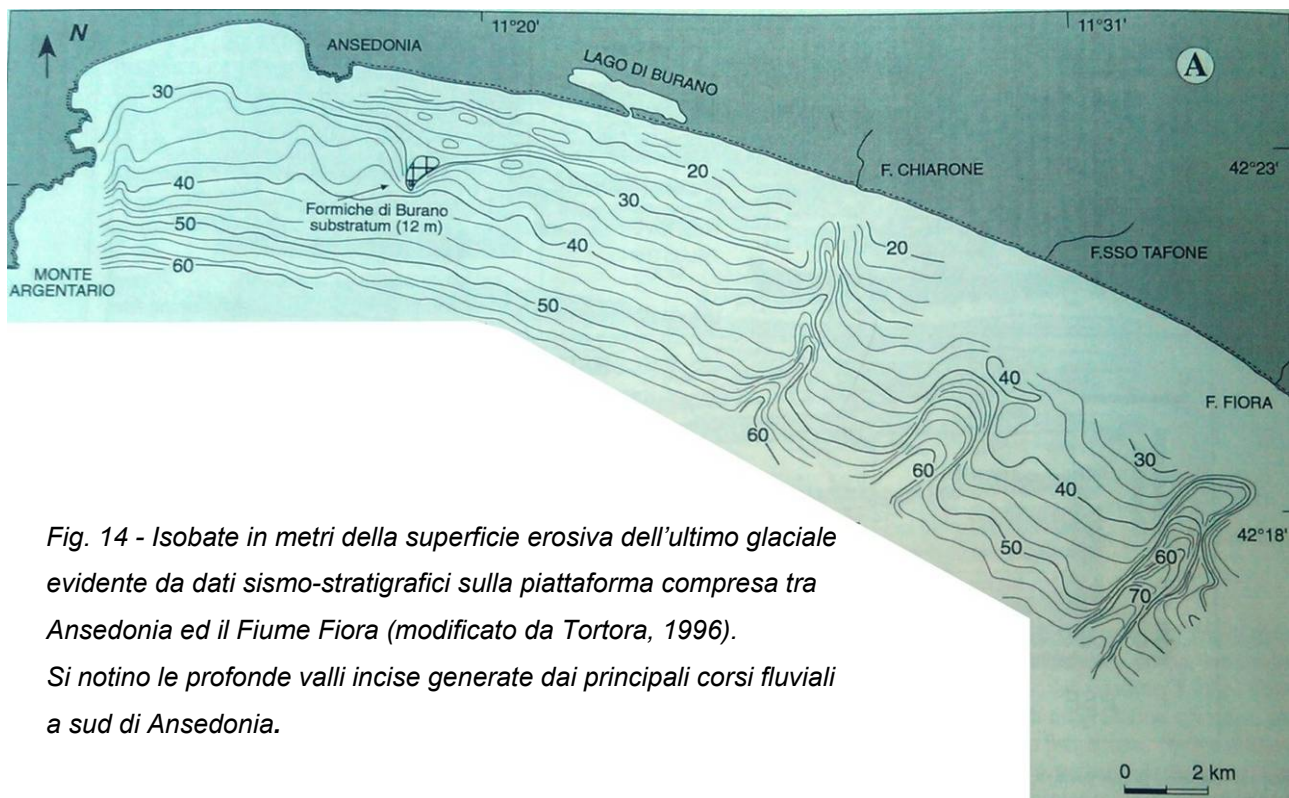 N
ANSEDONIA
11°20
11°31
A
LAGO DI BURANO
30
20
42°23'
F. CHIARONE
40
30
Formiche di Burano
substratum (12 m)
50
40
20
F.SSO TAFONE
60
MONTE
ARGENTARIO
50
40
F. FIORA
60
60
30
40
42°18'
50
60
70
Fig. 14 - Isobate in metri della superficie erosiva dell'ultimo glaciale
evidente da dati sismo-stratigrafici sulla piattaforma compresa tra
Ansedonia ed il Fiume Fiora (modificato da Tortora, 1996).
Si notino le profonde valli incise generate dai principali corsi fluviali
a sud di Ansedonia.
0 2 km